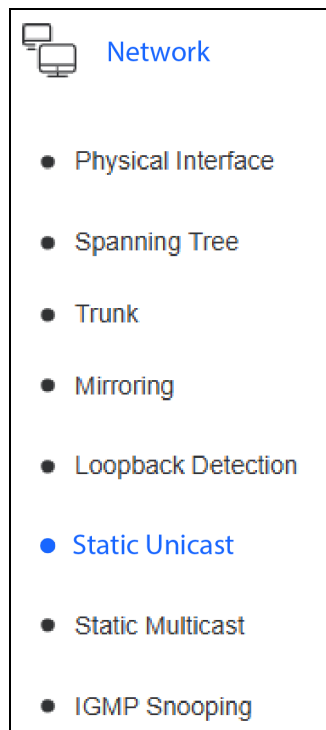 Network
Physical Interface
Spanning Tree
Trunk
Mirroring
Loopback Detection
Static Unicast
Static Multicast
IGMP Snooping